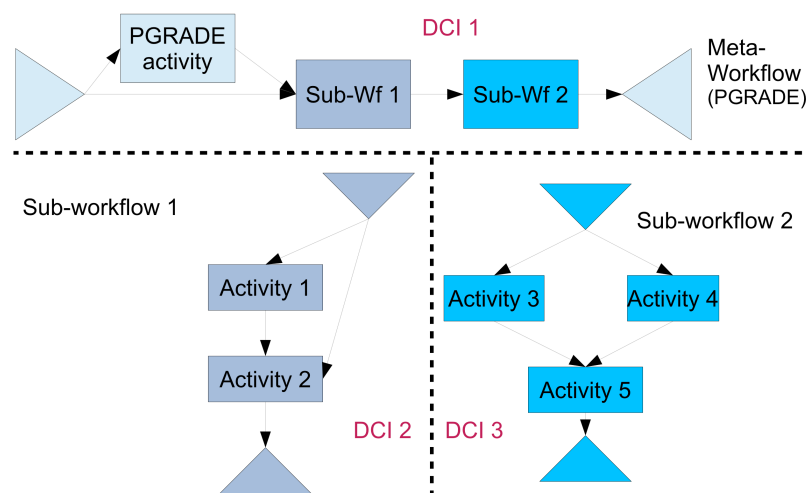 DCI 1
PGRADE
activity
Meta-
Workflow
(PGRADE)
Sub-Wf 1
Sub-Wf 2
Sub-workflow 1
Sub-workflow 2
Activity 1
Activity 3
Activity 4
Activity 2
Activity 5
DCI 2
DCI 3